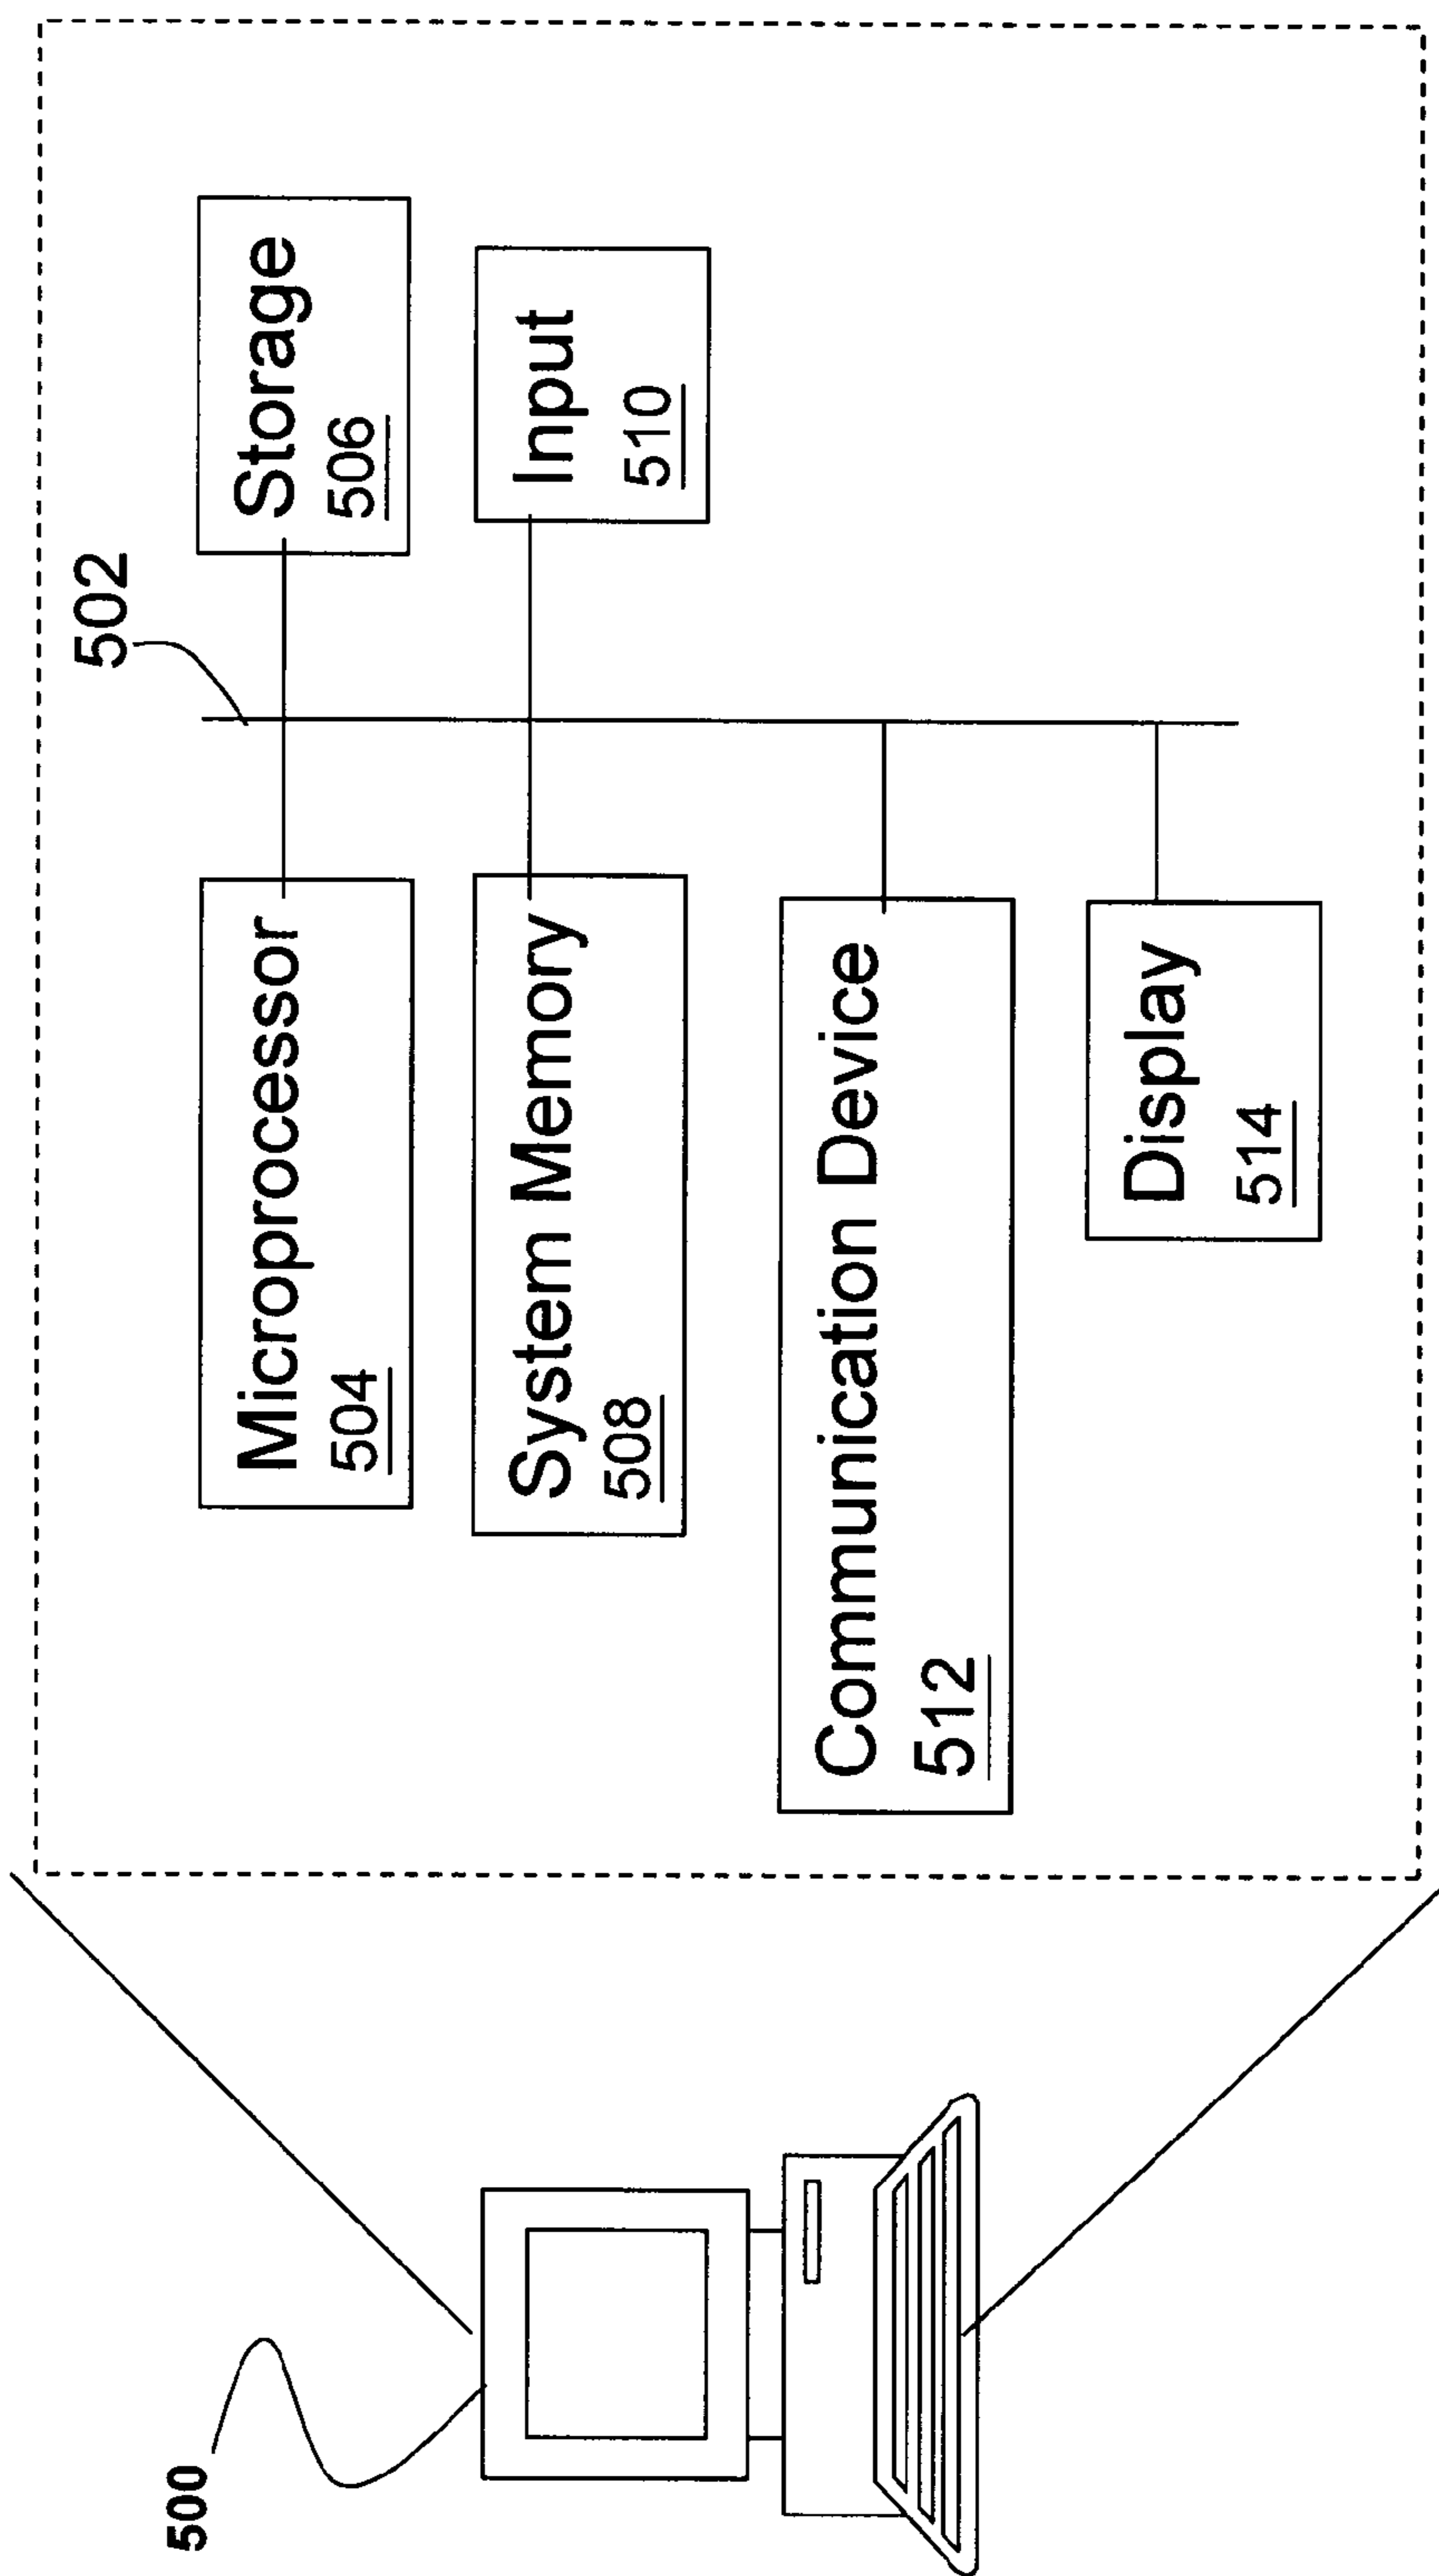 500
502
Microprocessor
504
Storage
506
System Memory
508
Input
510
Communication Device
512
Display
514